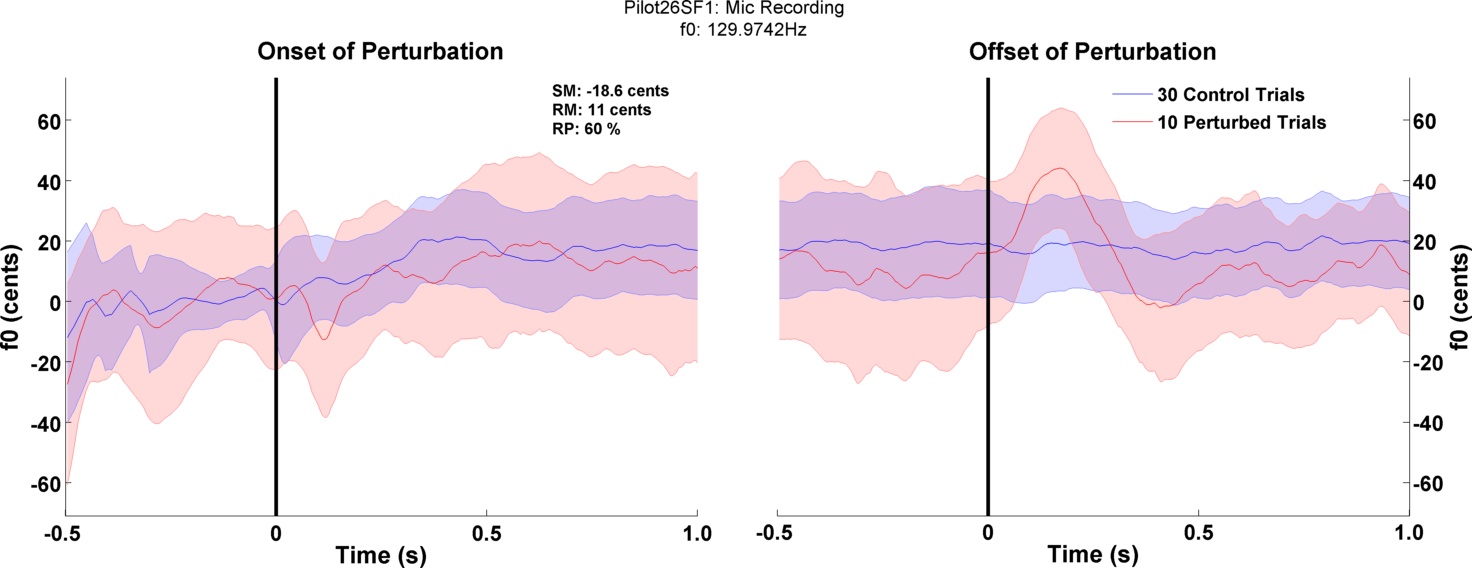 Pilot26SF1: Mic Recording
f0: 129.9742Hz
Onset of Perturbation
SM: -18.6 cents
RM: 11 cents
RP: 60 %
60
40
20
0
-20
-40
-60
f0 (cents)
-0.5 0 0.5 1.0
Time (s)
Offset of Perturbation
30 Control Trials
10 Perturbed Trials
60
40
20
0
-20
-40
-60
f0 (cents)
-0.5 0 0.5 1.0
Time (s)